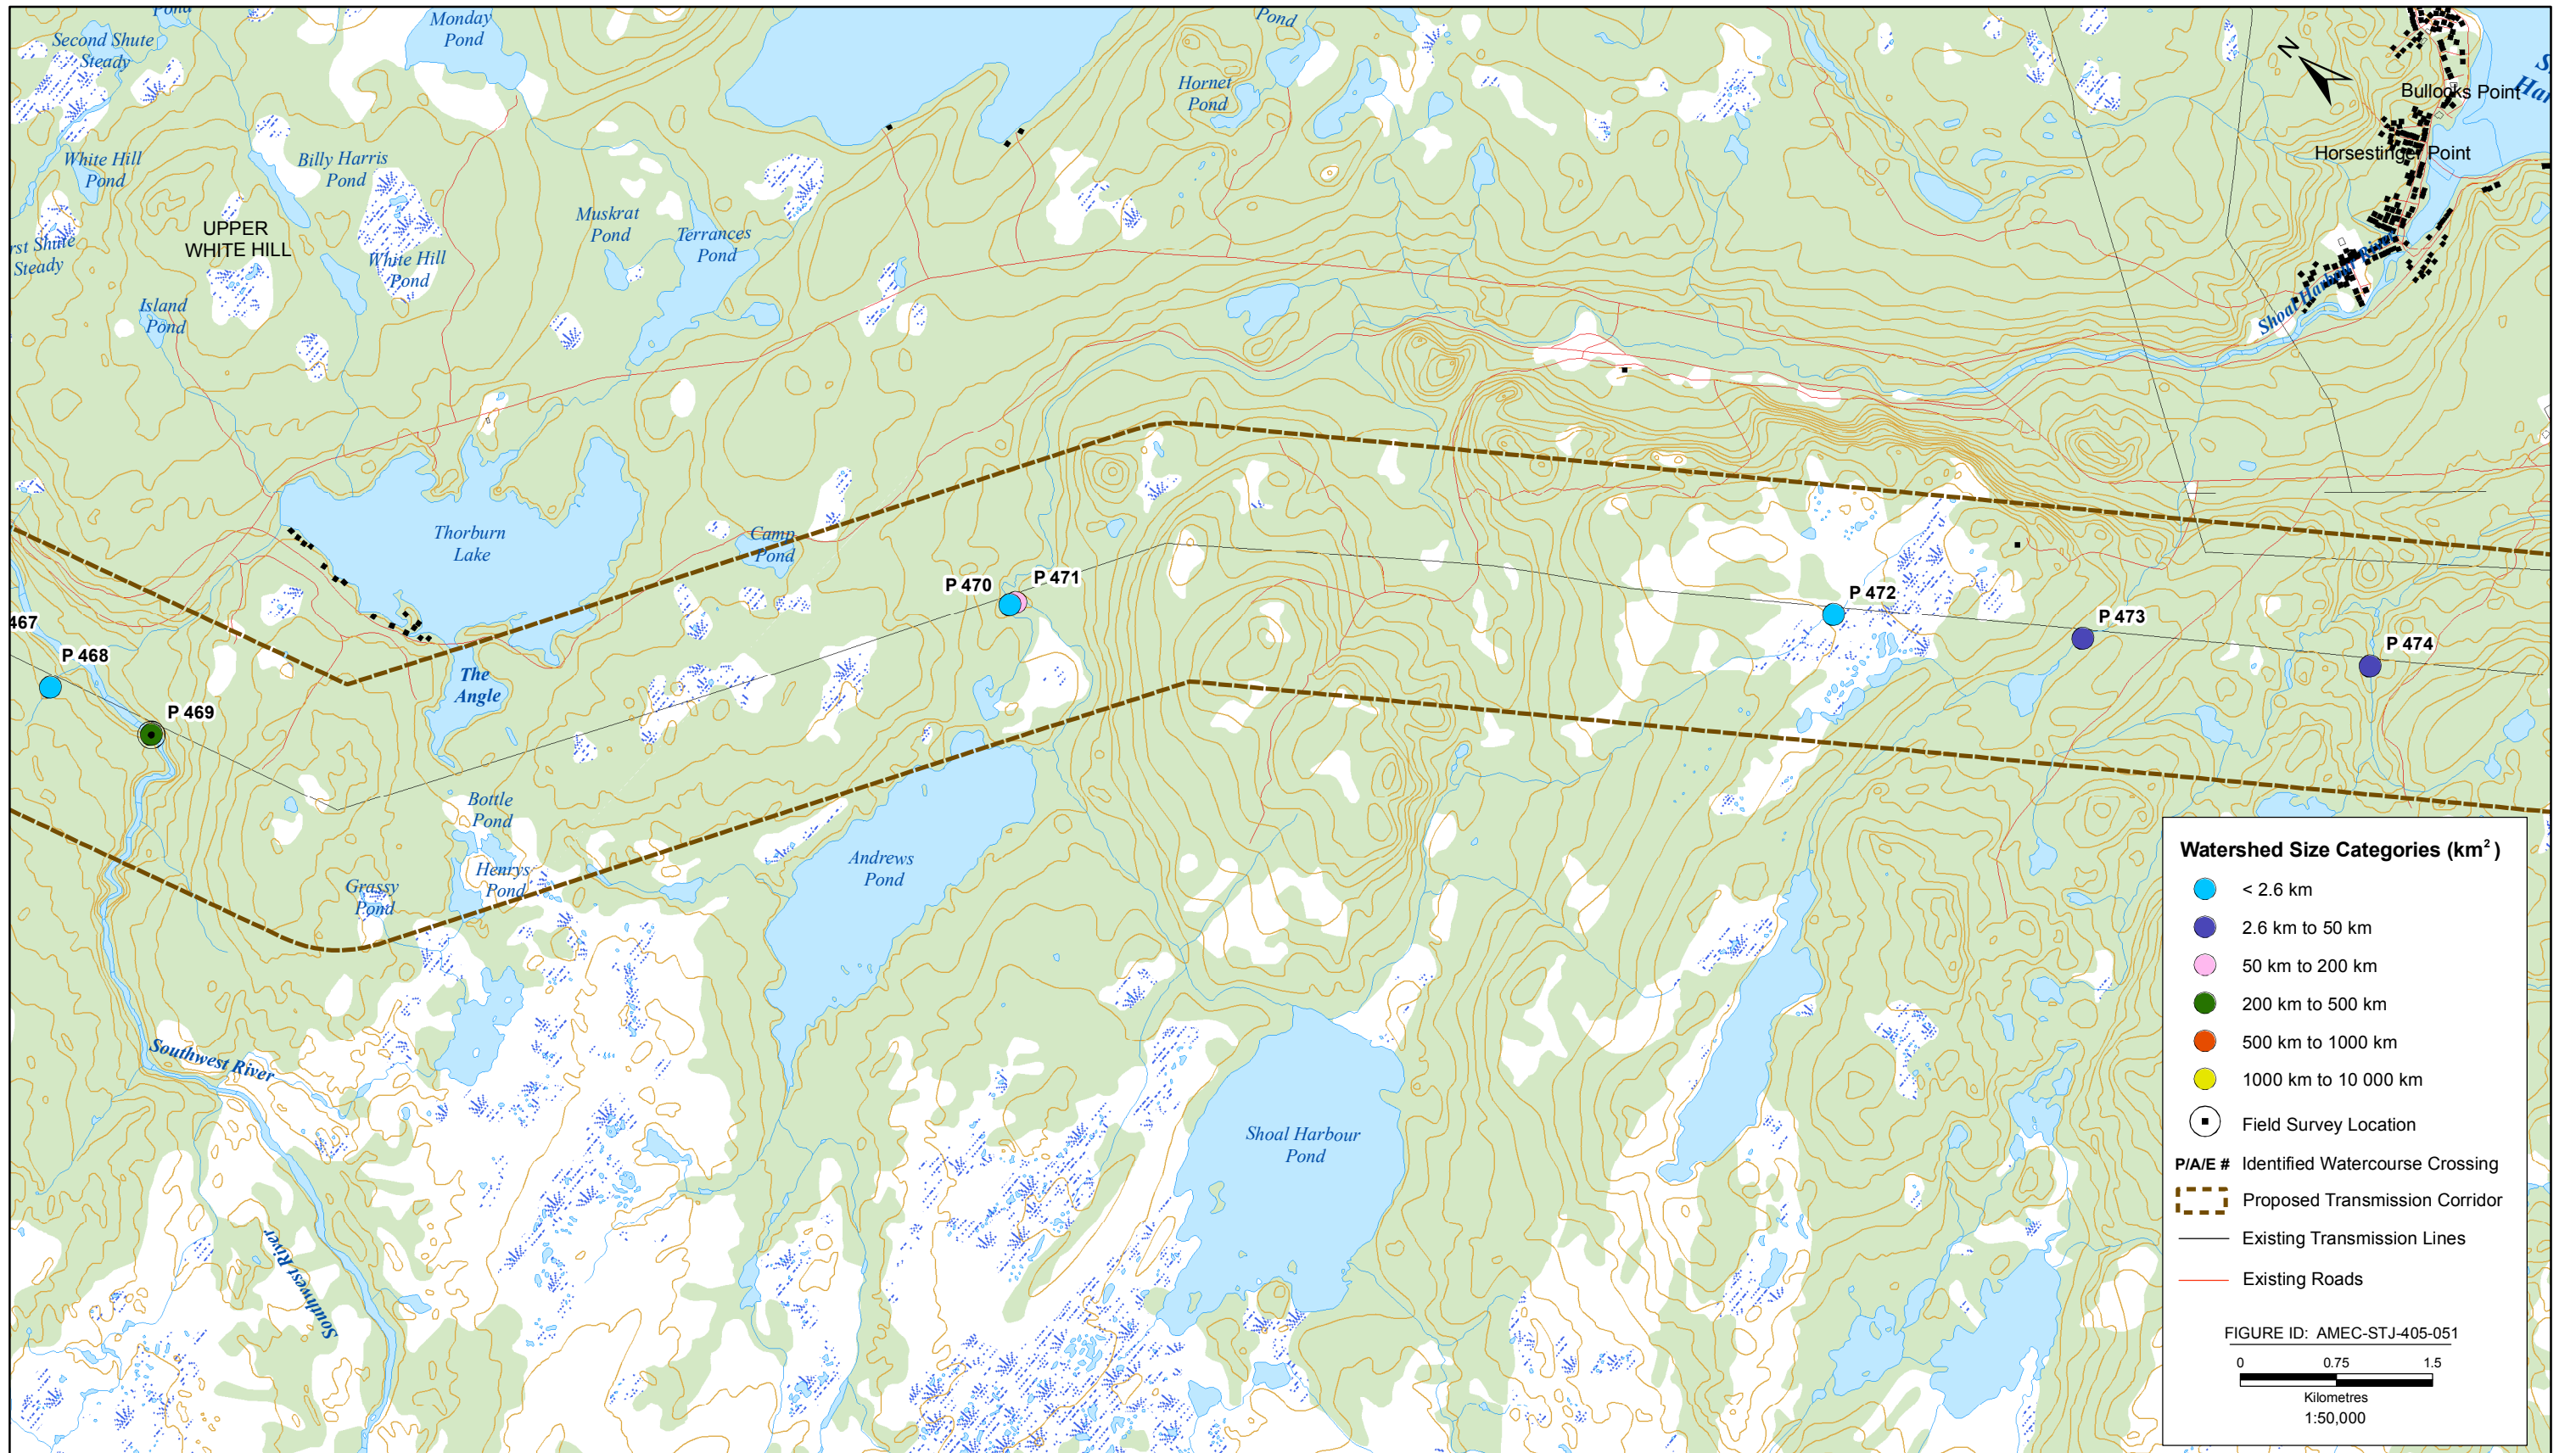 Pond
Second Shute
Steady
Monday
Pond
Pond
Hornet
Pond
N
Bullocks Point
Horsestinger Point
White Hill
Pond
Billy Harris
Pond
UPPER
WHITE HILL
Muskrat
Pond
Terrances
Pond
Steady
White Hill
Pond
Island
Pond
Shoal Harbour River
Thorburn
Lake
Camp
Pond
P 470
P 471
P 472
P 473
P 474
467
P 468
P 469
The
Angle
Bottle
Pond
Henrys
Pond
Grassy
Pond
Andrews
Pond
Southwest River
Southwest River
Shoal Harbour
Pond
Watershed Size Categories (km²)
< 2.6 km
2.6 km to 50 km
50 km to 200 km
200 km to 500 km
500 km to 1000 km
1000 km to 10 000 km
Field Survey Location
P/A/E # Identified Watercourse Crossing
Proposed Transmission Corridor
Existing Transmission Lines
Existing Roads
FIGURE ID: AMEC-STJ-405-051
0 0.75 1.5
Kilometres
1:50,000